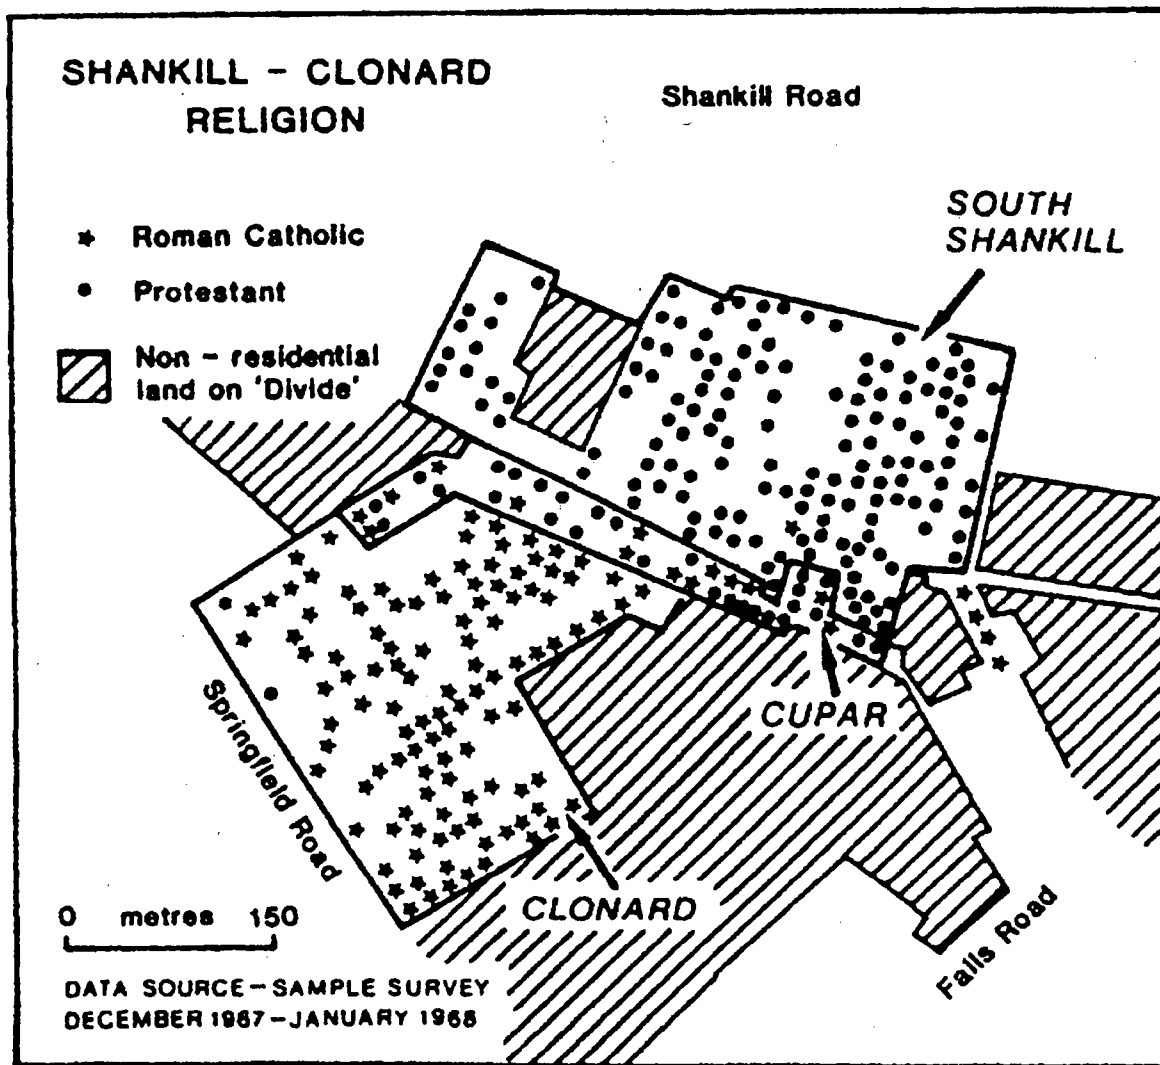 SHANKILL - CLONARD
RELIGION
Shankill Road
SOUTH
SHANKILL
Roman Catholic
Protestant
Non - residential
land on 'Divide'
CUPAR
Springfield Road
CLONARD
Falls Road
0 metres 150
DATA SOURCE - SAMPLE SURVEY
DECEMBER 1967 - JANUARY 1968